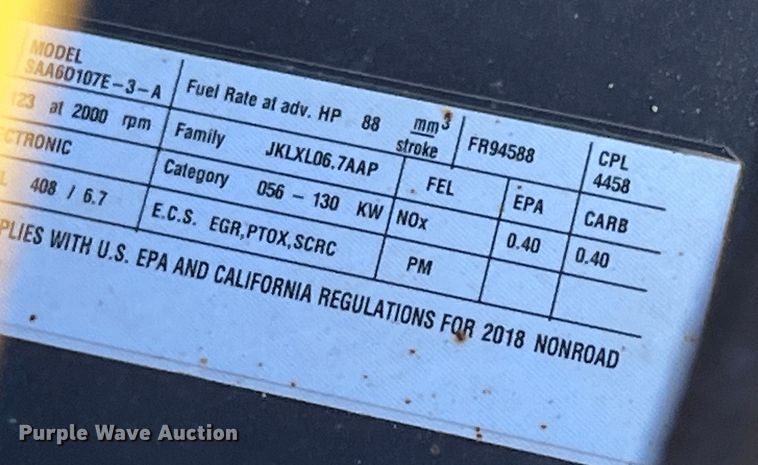 MODEL
SAA6D107E-3-A
Fuel Rate at adv. HP 88 mm3
stroke
FR94588
CPL
4458
123 at 2000 rpm
Family JKLXL06.7AAP
FEL EPA CARB
CTRONIC
Category 056 - 130 KW
NOx 0.40 0.40
408 / 6.7
E.C.S. EGR,PTOX,SCRC
PM
PLIES WITH U.S. EPA AND CALIFORNIA REGULATIONS FOR 2018 NONROAD
Purple Wave Auction